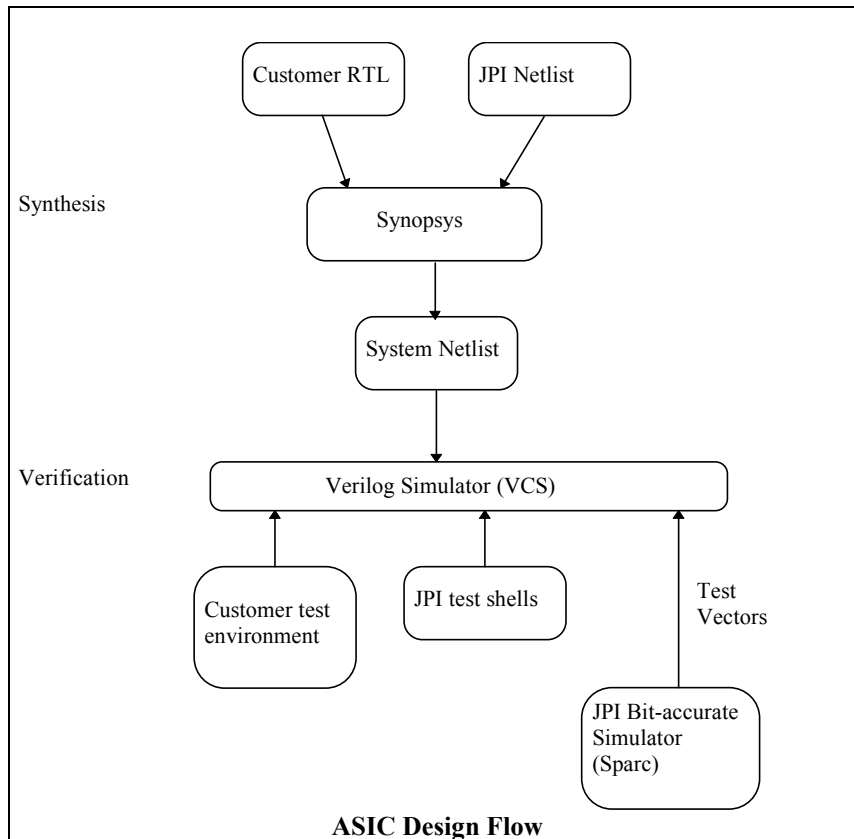 Customer RTL
JPI Netlist
Synthesis
Synopsys
System Netlist
Verification
Verilog Simulator (VCS)
Customer test
environment
JPI test shells
Test
Vectors
JPI Bit-accurate
Simulator
(Sparc)
ASIC Design Flow